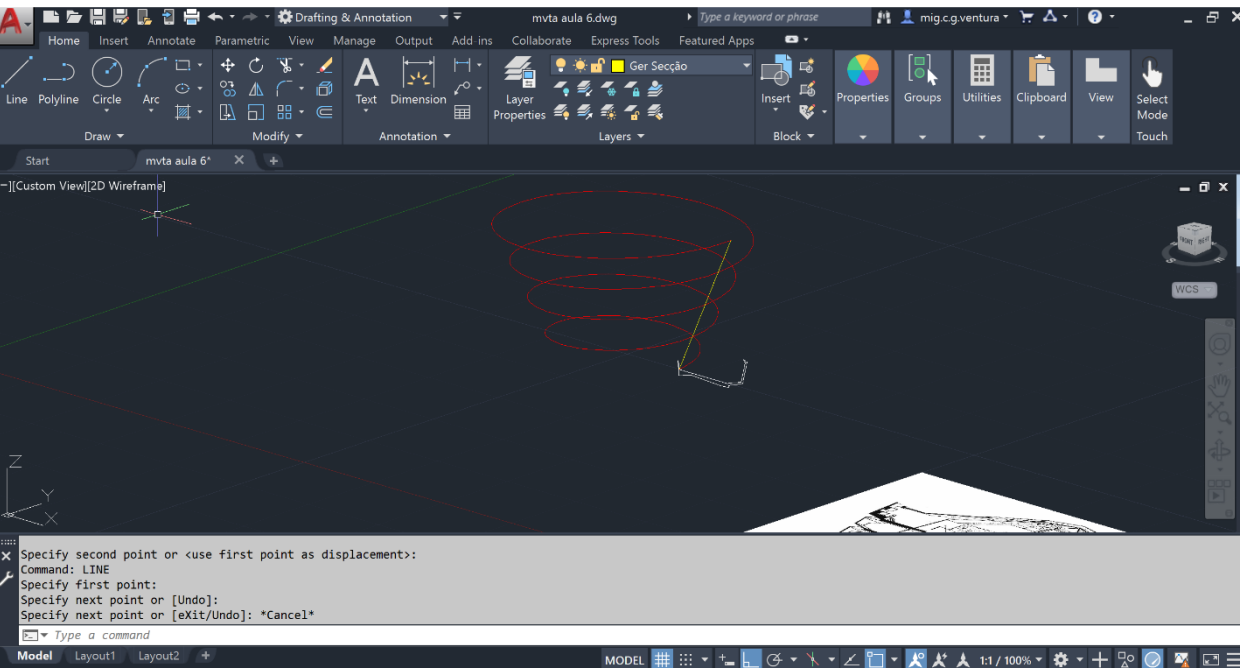 Drafting & Annotation mvta aula 6.dwg Type a keyword or phrase mig.c.g.ventura
Home Insert Annotate Parametric View Manage Output Add-ins Collaborate Express Tools Featured Apps
Ger Secção
Line Polyline Circle Arc Text Dimension Layer Properties Insert Properties Groups Utilities Clipboard View Select Mode
Draw Modify Annotation Layers Block Touch
Start mvta aula 6*
−][Custom View][2D Wireframe]
FRONT RIGHT
S E
WCS
Z
Y
X
Specify second point or <use first point as displacement>:
Command: LINE
Specify first point:
Specify next point or [Undo]:
Specify next point or [eXit/Undo]: *Cancel*
Type a command
Model Layout1 Layout2 + MODEL 1:1 / 100%